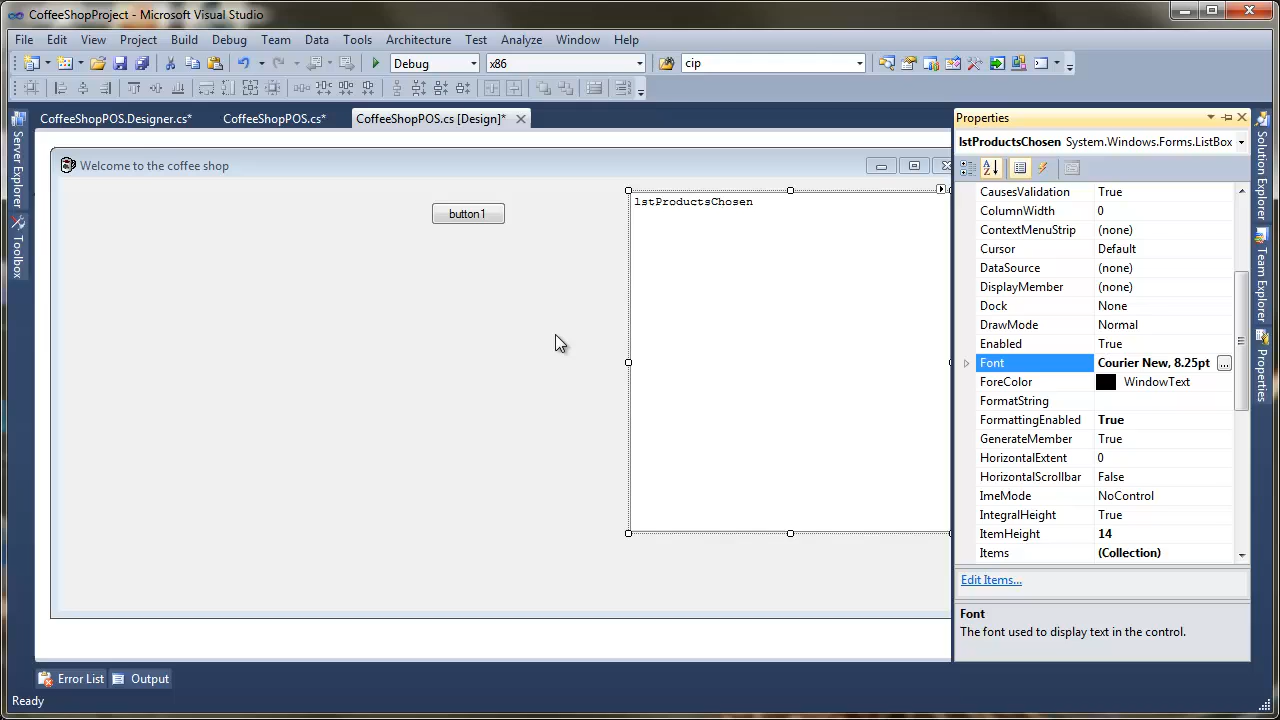 CoffeeShopProject - Microsoft Visual Studio
File Edit View Project Build Debug Team Data Tools Architecture Test Analyze Window Help
Debug x86 cip
CoffeeShopPOS.Designer.cs* CoffeeShopPOS.cs* CoffeeShopPOS.cs [Design]*
Server Explorer
Toolbox
Welcome to the coffee shop
button1
lstProductsChosen
Properties
lstProductsChosen System.Windows.Forms.ListBox
CausesValidation True
ColumnWidth 0
ContextMenuStrip (none)
Cursor Default
DataSource (none)
DisplayMember (none)
Dock None
DrawMode Normal
Enabled True
Font Courier New, 8.25pt
ForeColor WindowText
FormatString
FormattingEnabled True
GenerateMember True
HorizontalExtent 0
HorizontalScrollbar False
ImeMode NoControl
IntegralHeight True
ItemHeight 14
Items (Collection)
Edit Items...
Font
The font used to display text in the control.
Solution Explorer
Team Explorer
Properties
Error List Output
Ready